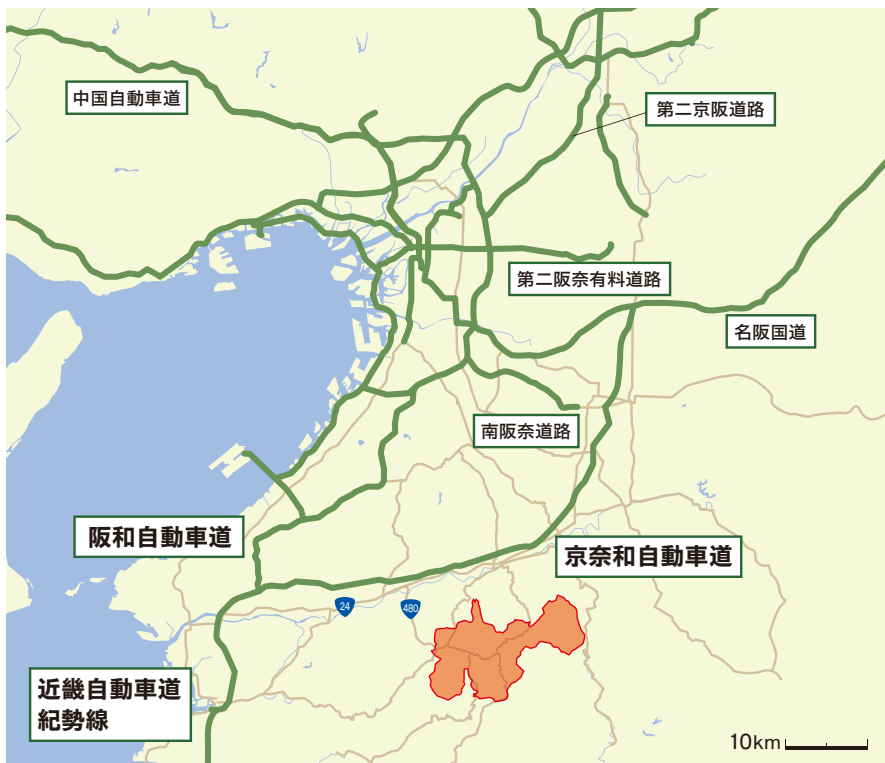 中国自動車道
第二京阪道路
第二阪奈有料道路
名阪国道
南阪奈道路
阪和自動車道
京奈和自動車道
24
480
近畿自動車道
紀勢線
10km